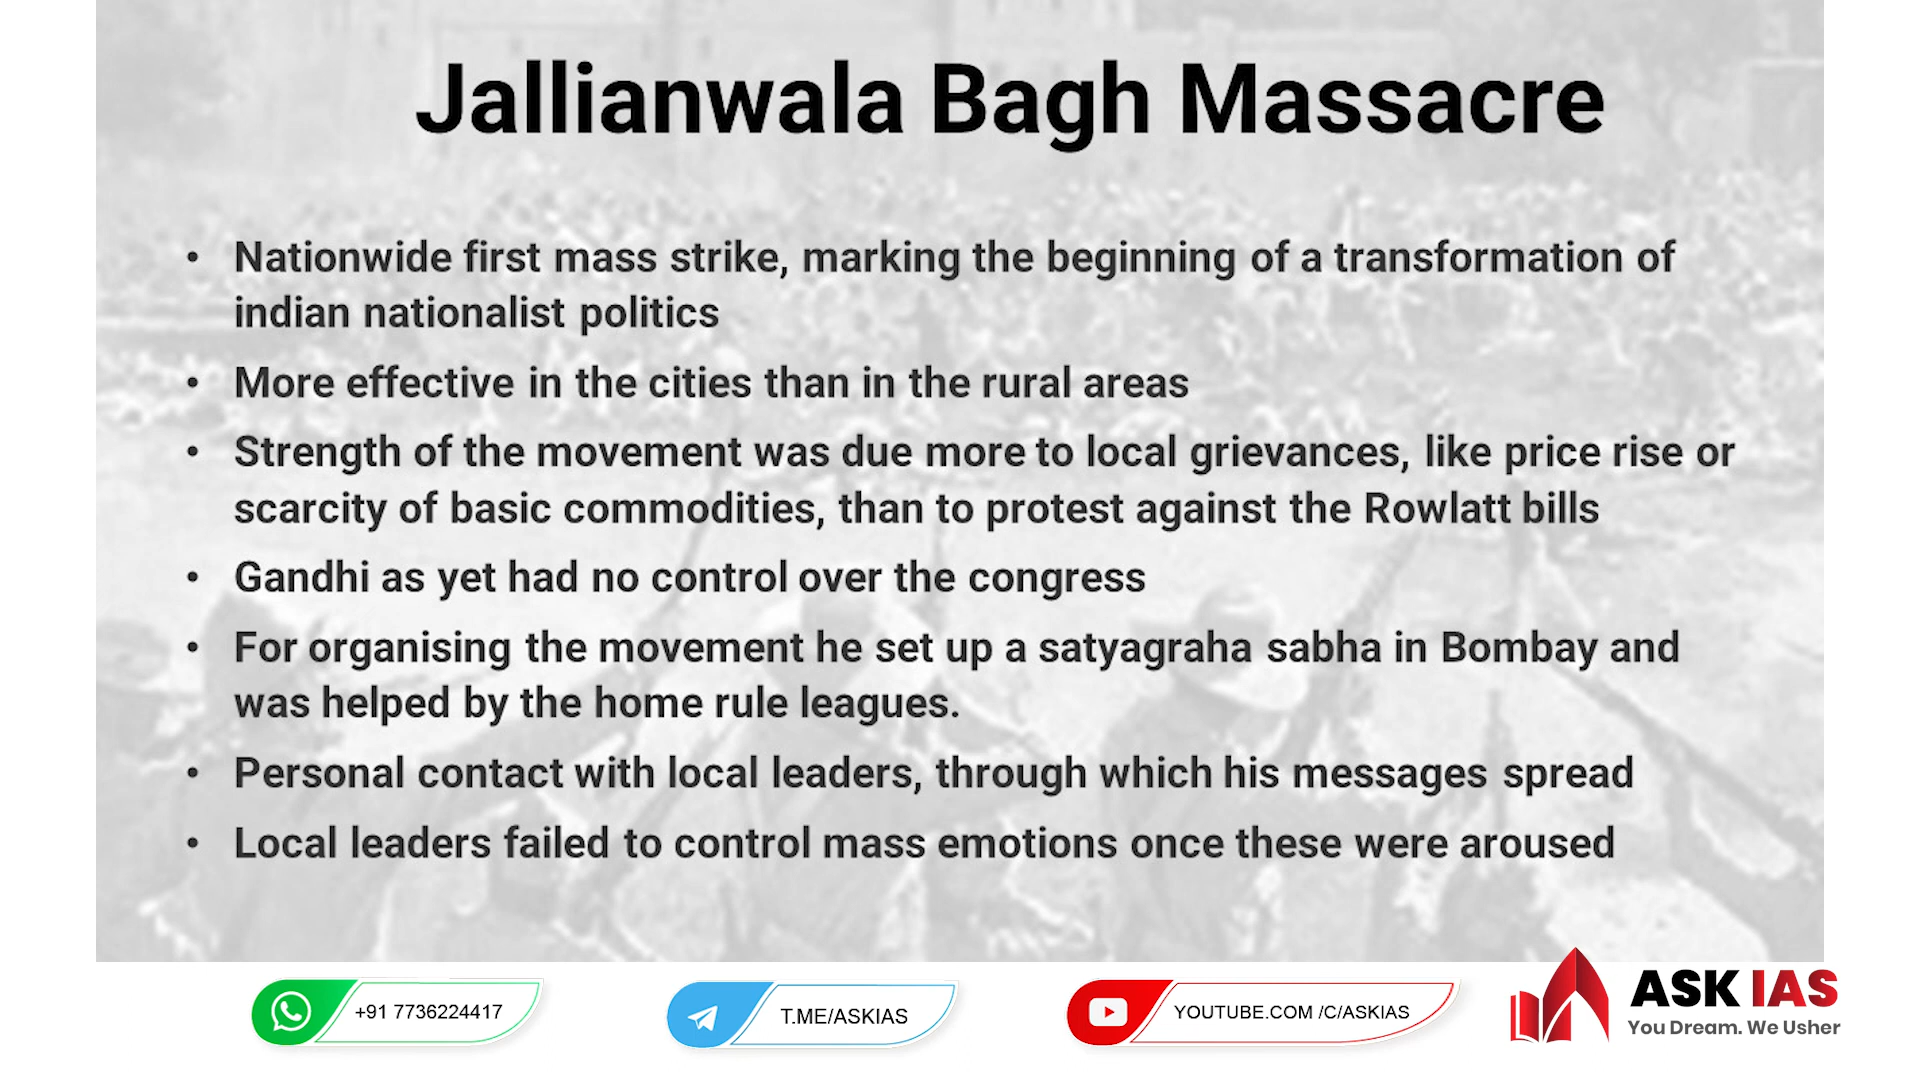 Jallianwala Bagh Massacre
• Nationwide first mass strike, marking the beginning of a transformation of
indian nationalist politics
• More effective in the cities than in the rural areas
• Strength of the movement was due more to local grievances, like price rise or
scarcity of basic commodities, than to protest against the Rowlatt bills
• Gandhi as yet had no control over the congress
• For organising the movement he set up a satyagraha sabha in Bombay and
was helped by the home rule leagues.
• Personal contact with local leaders, through which his messages spread
• Local leaders failed to control mass emotions once these were aroused
+91 7736224417
T.ME/ASKIAS
YOUTUBE.COM /C/ASKIAS
ASK IAS
You Dream. We Usher